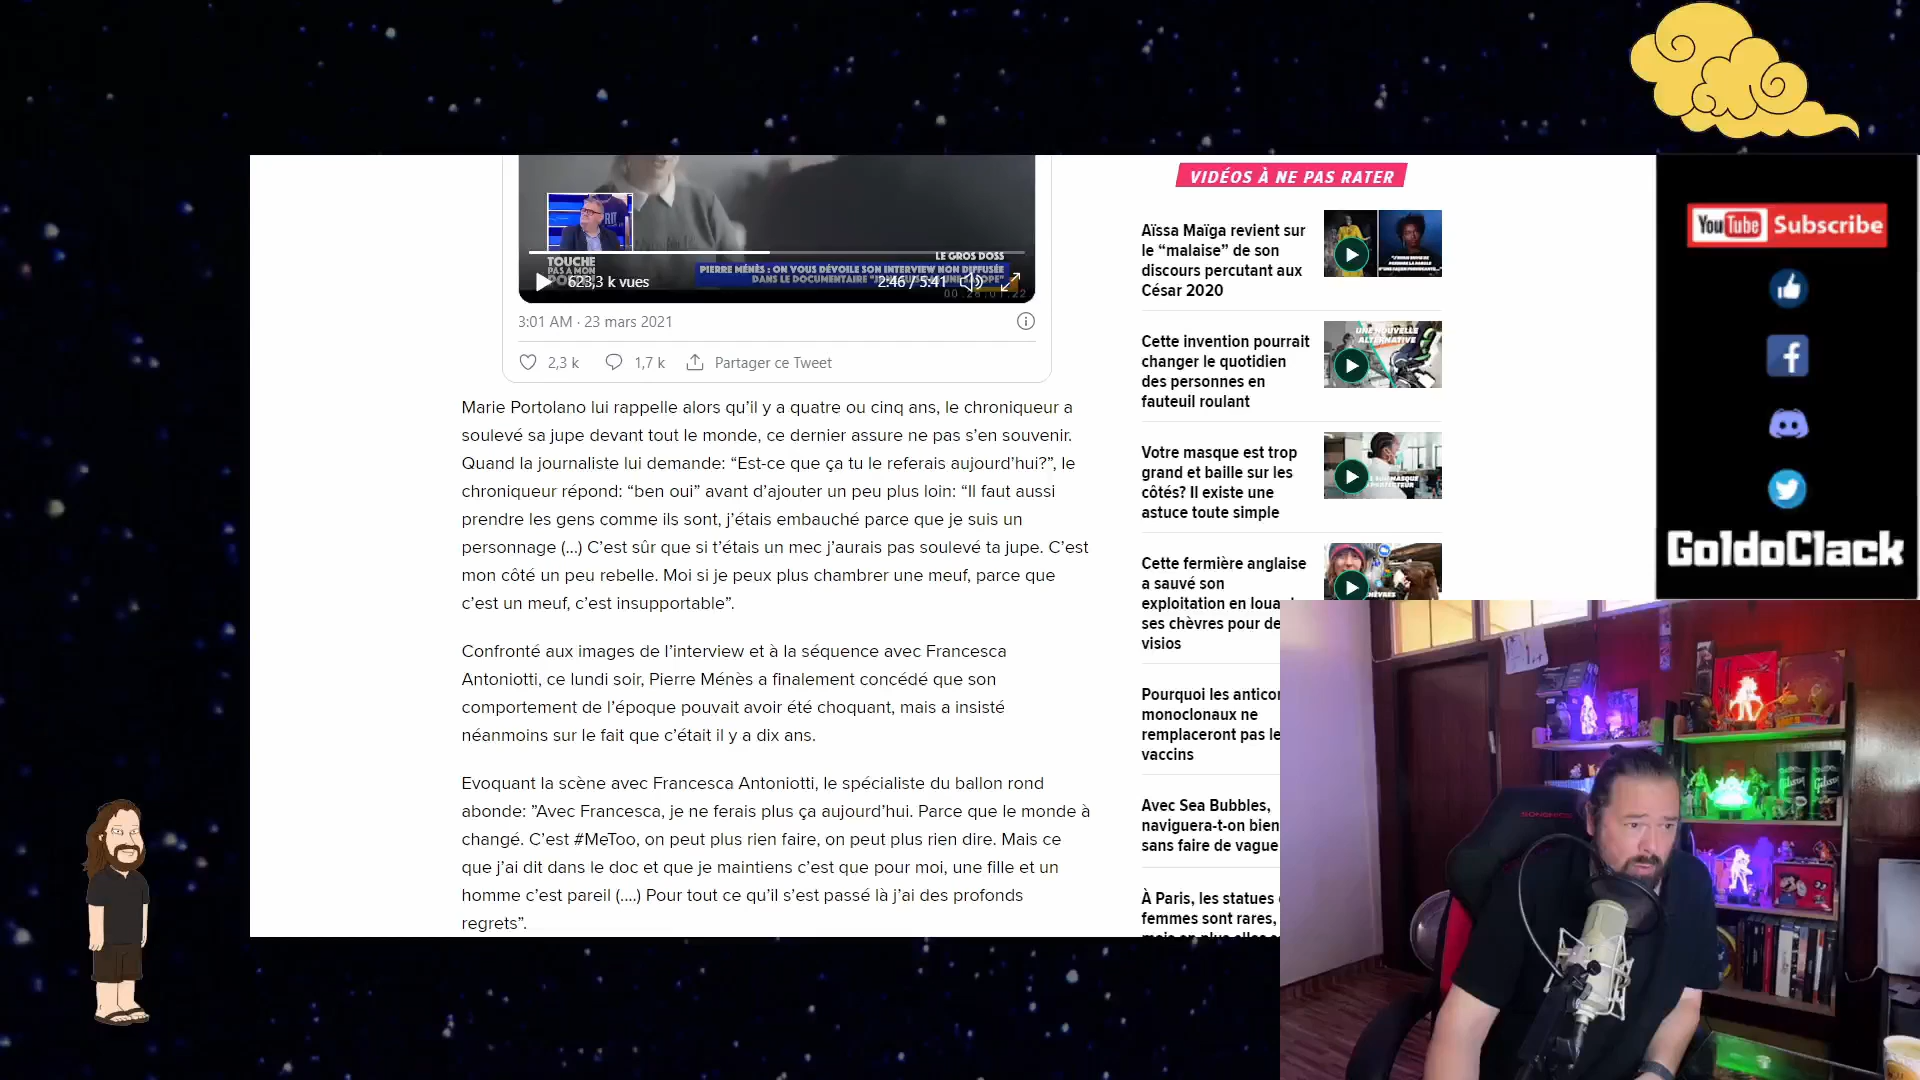 TOUCHE
PAS A MON
POSTE
LE GROS DOSS
PIERRE MÉNÈS : ON VOUS DÉVOILE SON INTERVIEW NON DIFFUSÉE
DANS LE DOCUMENTAIRE
623,3 k vues
2:46 / 5:41
3:01 AM · 23 mars 2021
2,3 k
1,7 k
Partager ce Tweet
Marie Portolano lui rappelle alors qu’il y a quatre ou cinq ans, le chroniqueur a
soulevé sa jupe devant tout le monde, ce dernier assure ne pas s’en souvenir.
Quand la journaliste lui demande: “Est-ce que ça tu le referais aujourd’hui?”, le
chroniqueur répond: “ben oui” avant d’ajouter un peu plus loin: “Il faut aussi
prendre les gens comme ils sont, j’étais embauché parce que je suis un
personnage (...) C’est sûr que si t’étais un mec j’aurais pas soulevé ta jupe. C’est
mon côté un peu rebelle. Moi si je peux plus chambrer une meuf, parce que
c’est un meuf, c’est insupportable”.
Confronté aux images de l’interview et à la séquence avec Francesca
Antoniotti, ce lundi soir, Pierre Ménès a finalement concédé que son
comportement de l’époque pouvait avoir été choquant, mais a insisté
néanmoins sur le fait que c’était il y a dix ans.
Evoquant la scène avec Francesca Antoniotti, le spécialiste du ballon rond
abonde: ”Avec Francesca, je ne ferais plus ça aujourd’hui. Parce que le monde à
changé. C’est #MeToo, on peut plus rien faire, on peut plus rien dire. Mais ce
que j’ai dit dans le doc et que je maintiens c’est que pour moi, une fille et un
homme c’est pareil (....) Pour tout ce qu’il s’est passé là j’ai des profonds
regrets”.
VIDÉOS À NE PAS RATER
Aïssa Maïga revient sur
le “malaise” de son
discours percutant aux
César 2020
Cette invention pourrait
changer le quotidien
des personnes en
fauteuil roulant
UNE NOUVELLE
ALTERNATIVE
Votre masque est trop
grand et baille sur les
côtés? Il existe une
astuce toute simple
Cette fermière anglaise
a sauvé son
exploitation en loua
ses chèvres pour de
visios
Pourquoi les antico
monoclonaux ne
remplaceront pas le
vaccins
Avec Sea Bubbles,
naviguera-t-on bien
sans faire de vague
À Paris, les statues
femmes sont rares,
YouTube Subscribe
GoldoClack